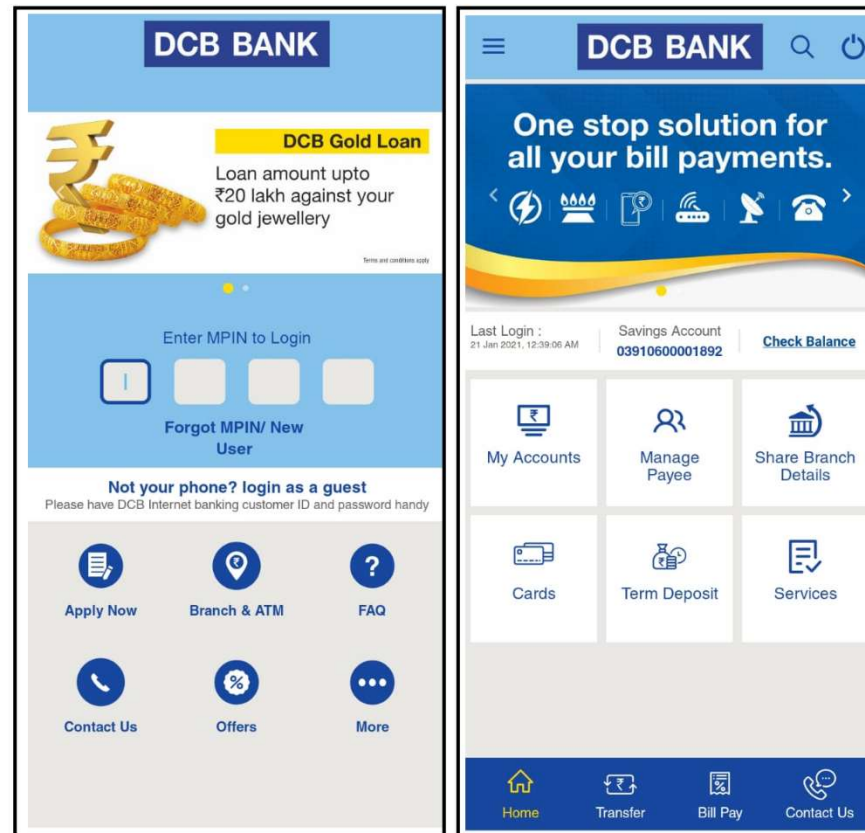 DCB BANK
DCB Gold Loan
Loan amount upto
₹20 lakh against your
gold jewellery
Terms and conditions apply
Enter MPIN to Login
Forgot MPIN/ New
User
Not your phone? login as a guest
Please have DCB Internet banking customer ID and password handy
Apply Now
Branch & ATM
FAQ
Contact Us
Offers
More
DCB BANK
One stop solution for
all your bill payments.
Last Login :
21 Jan 2021, 12:39:06 AM
Savings Account
03910600001892
Check Balance
My Accounts
Manage
Payee
Share Branch
Details
Cards
Term Deposit
Services
Home
Transfer
Bill Pay
Contact Us